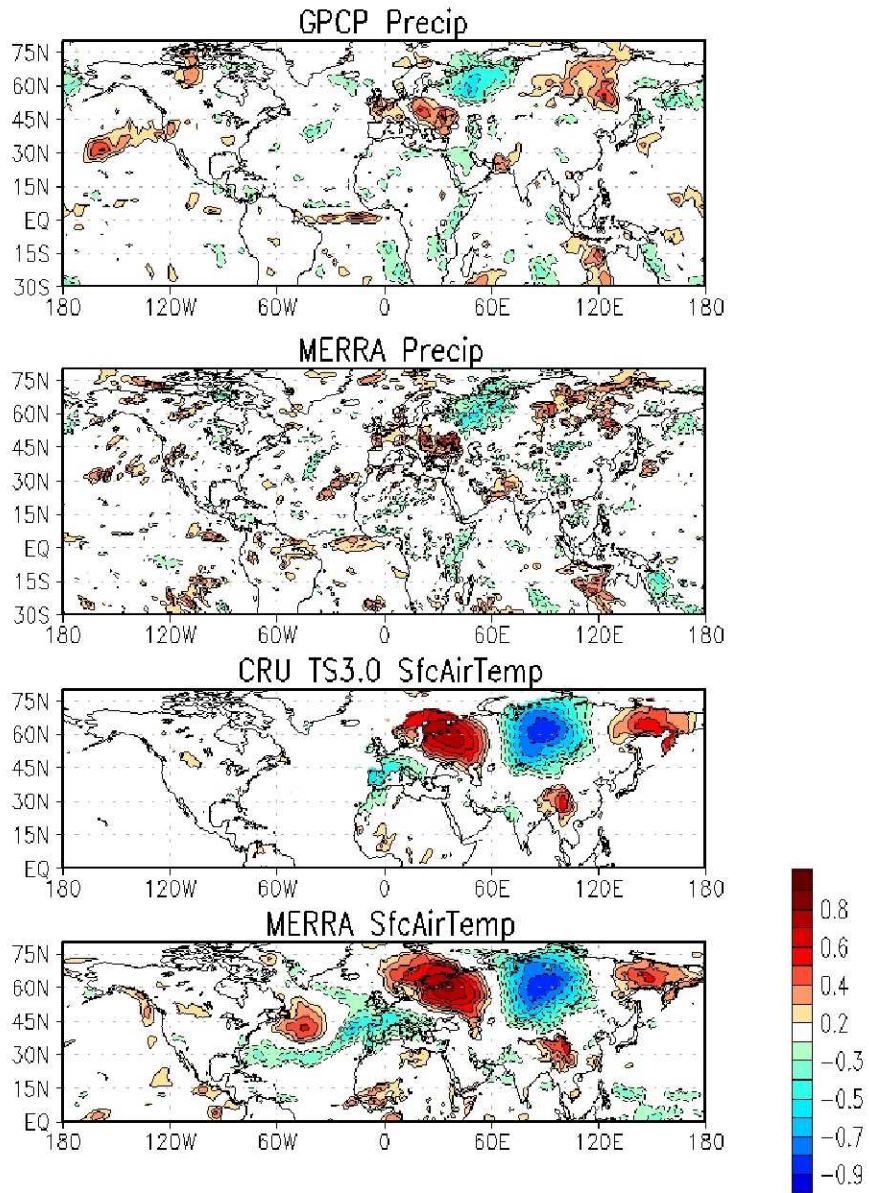 GPCP Precip
75N
60N
45N
30N
15N
EQ
15S
30S
180 120W 60W 0 60E 120E 180
MERRA Precip
75N
60N
45N
30N
15N
EQ
15S
30S
180 120W 60W 0 60E 120E 180
CRU TS3.0 SfcAirTemp
75N
60N
45N
30N
15N
EQ
180 120W 60W 0 60E 120E 180
MERRA SfcAirTemp
75N
60N
45N
30N
15N
EQ
180 120W 60W 0 60E 120E 180
0.8
0.6
0.4
0.2
-0.3
-0.5
-0.7
-0.9